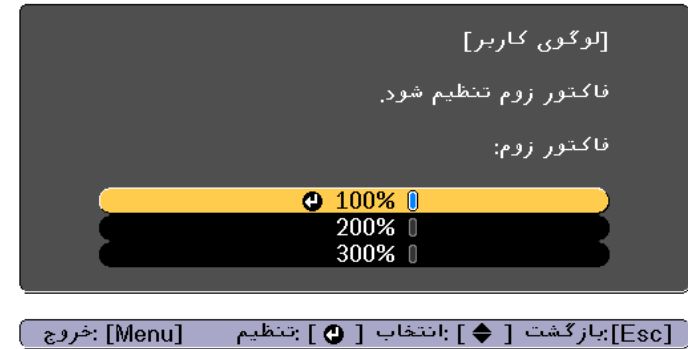 [لوگوی کاربر]
فاکتور زوم تنظیم شود.
فاکتور زوم:
100%
200%
300%
[Esc]:بازگشت [ ]:انتخاب [ ]:تنظیم [Menu]:خروج